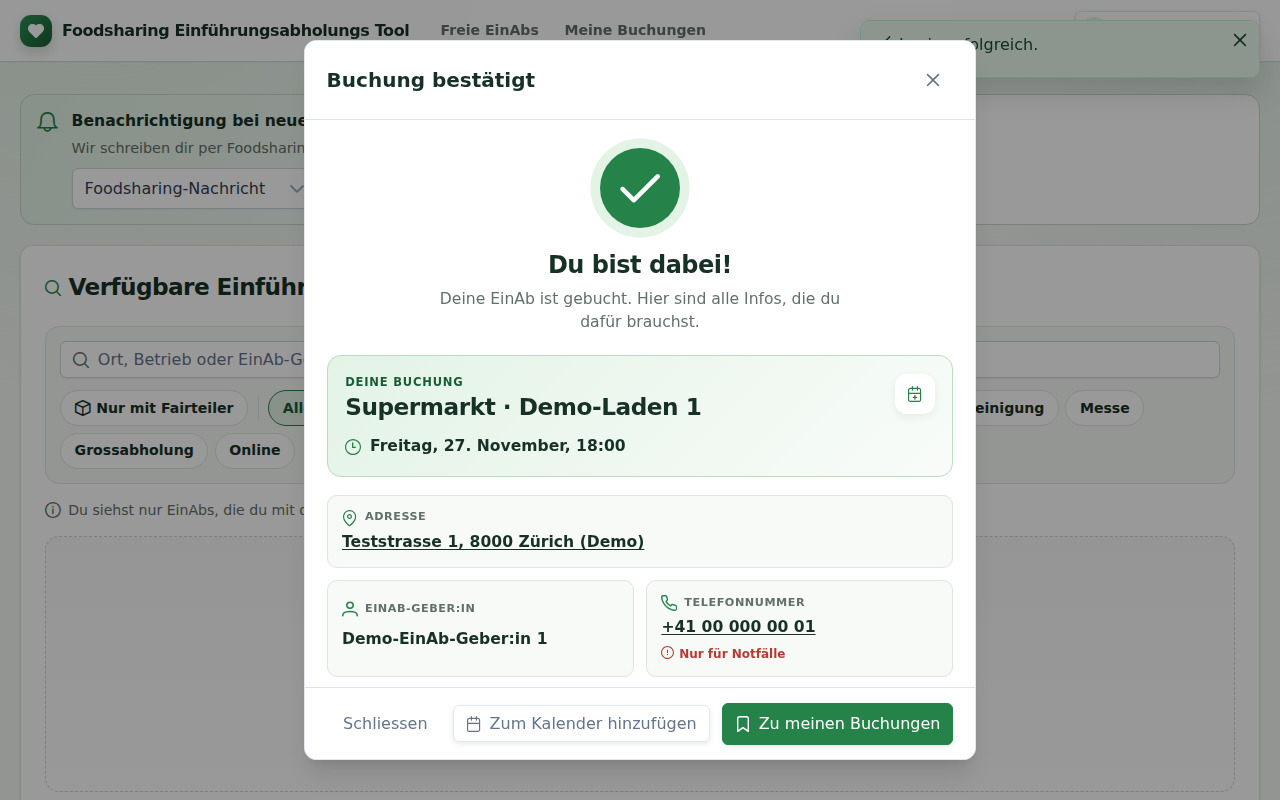 Foodsharing Einführungsabholungs Tool
Freie EinAbs
Meine Buchungen
folgreich.
Benachrichtigung bei neue
Wir schreiben dir per Foodsharin
Foodsharing-Nachricht
Verfügbare Einführ
Ort, Betrieb oder EinAb-G
Nur mit Fairteiler
All
einigung
Messe
Grossabholung
Online
Du siehst nur EinAbs, die du mit d
Buchung bestätigt
Du bist dabei!
Deine EinAb ist gebucht. Hier sind alle Infos, die du
dafür brauchst.
DEINE BUCHUNG
Supermarkt · Demo-Laden 1
Freitag, 27. November, 18:00
ADRESSE
Teststrasse 1, 8000 Zürich (Demo)
EINAB-GEBER:IN
Demo-EinAb-Geber:in 1
TELEFONNUMMER
+41 00 000 00 01
Nur für Notfälle
Schliessen
Zum Kalender hinzufügen
Zu meinen Buchungen